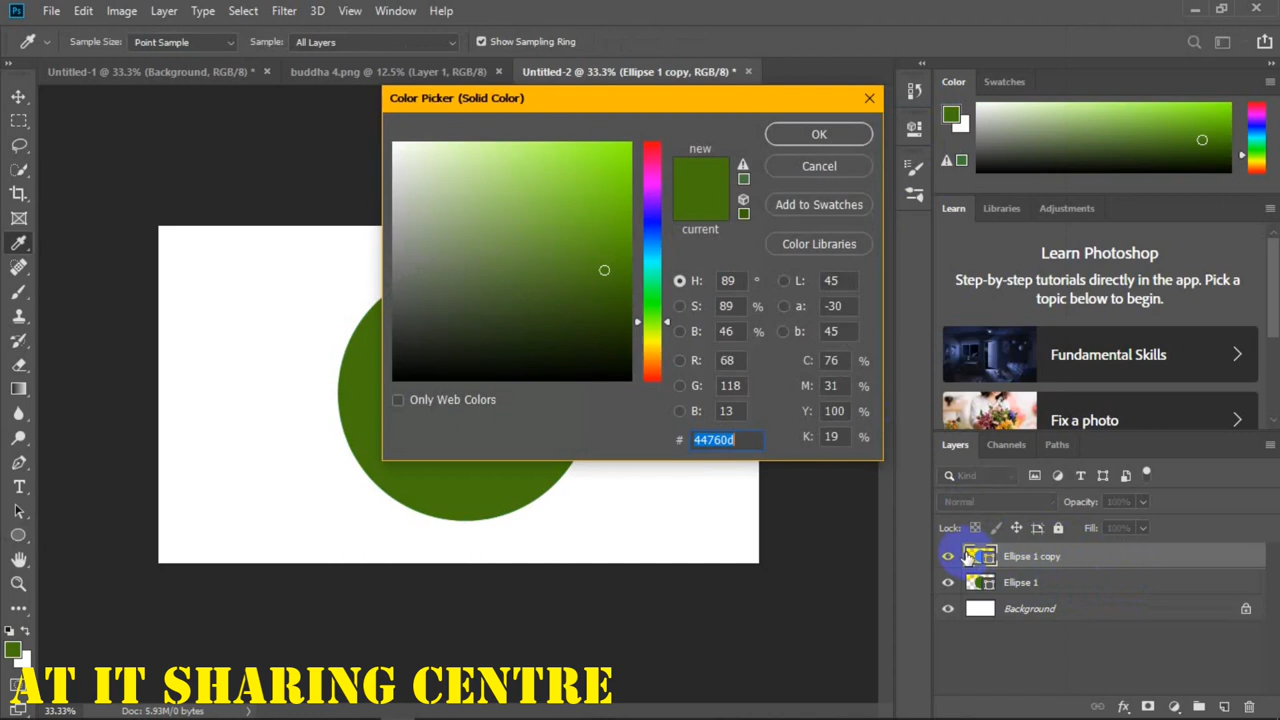 Ps File Edit Image Layer Type Select Filter 3D View Window Help
Sample Size: Point Sample Sample: All Layers Show Sampling Ring
Untitled-1 @ 33.3% (Background, RGB/8) * × buddha 4.png @ 12.5% (Layer 1, RGB/8) × Untitled-2 @ 33.3% (Ellipse 1 copy, RGB/8) * ×
Color Swatches
Color Picker (Solid Color)
new
current
OK
Cancel
Add to Swatches
Color Libraries
H: 89 ° L: 45
S: 89 % a: -30
B: 46 % b: 45
R: 68 C: 76 %
G: 118 M: 31 %
B: 13 Y: 100 %
# 44760d K: 19 %
Only Web Colors
Learn Libraries Adjustments
Learn Photoshop
Step-by-step tutorials directly in the app. Pick a
topic below to begin.
Fundamental Skills
Fix a photo
Layers Channels Paths
Kind
Normal Opacity: 100%
Lock: Fill: 100%
Ellipse 1 copy
Ellipse 1
Background
AT IT SHARING CENTRE
33.33% Doc: 5.93M/0 bytes
fx